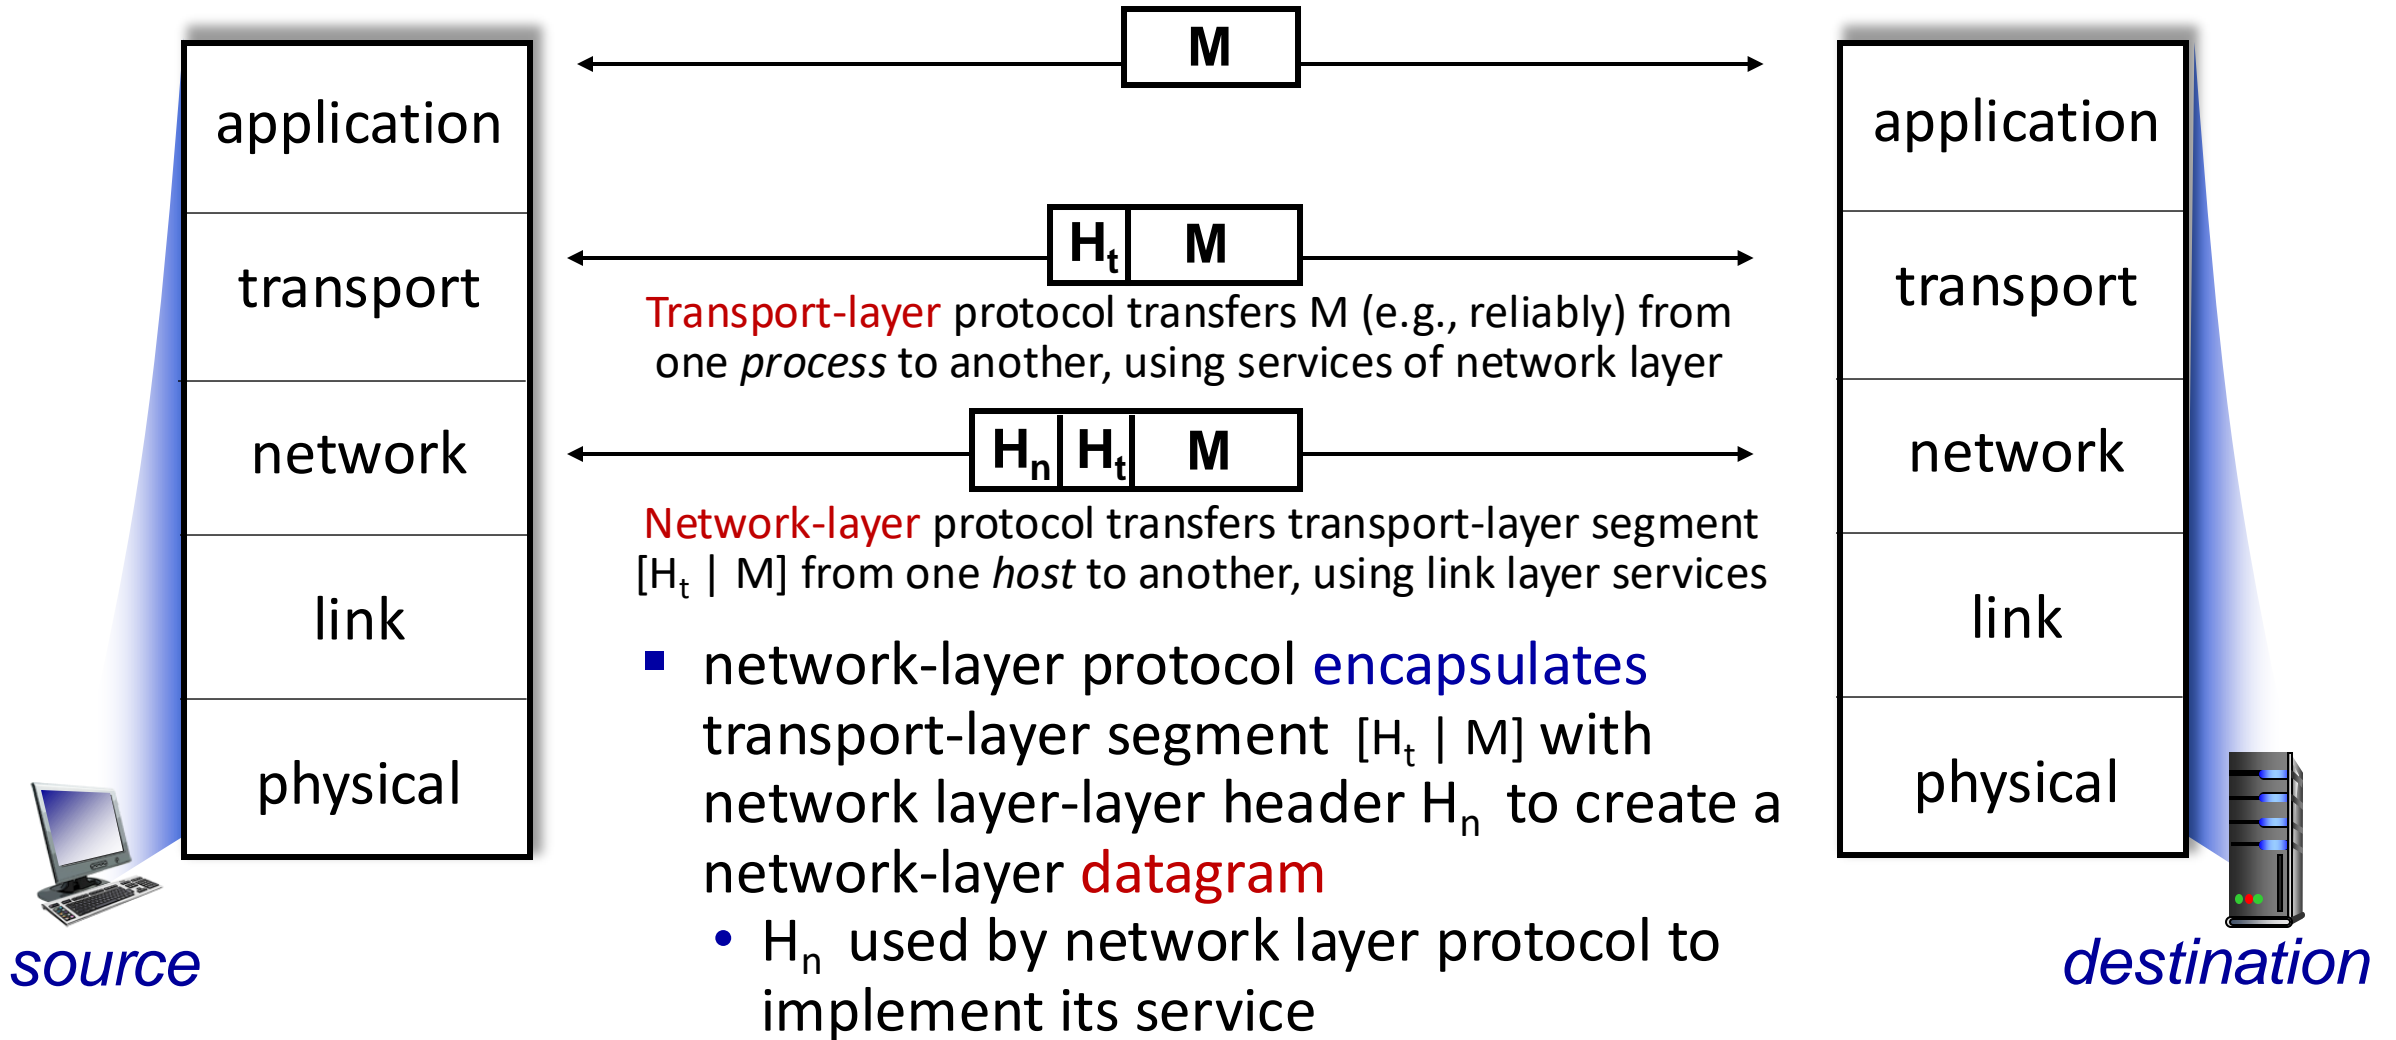 M
application
application
Ht M
transport
transport
Transport-layer protocol transfers M (e.g., reliably) from
one process to another, using services of network layer
Hn Ht M
network
network
Network-layer protocol transfers transport-layer segment
[Ht | M] from one host to another, using link layer services
link
link
▪ network-layer protocol encapsulates
transport-layer segment [Ht | M] with
network layer-layer header Hn to create a
network-layer datagram
• Hn used by network layer protocol to
implement its service
physical
physical
source
destination